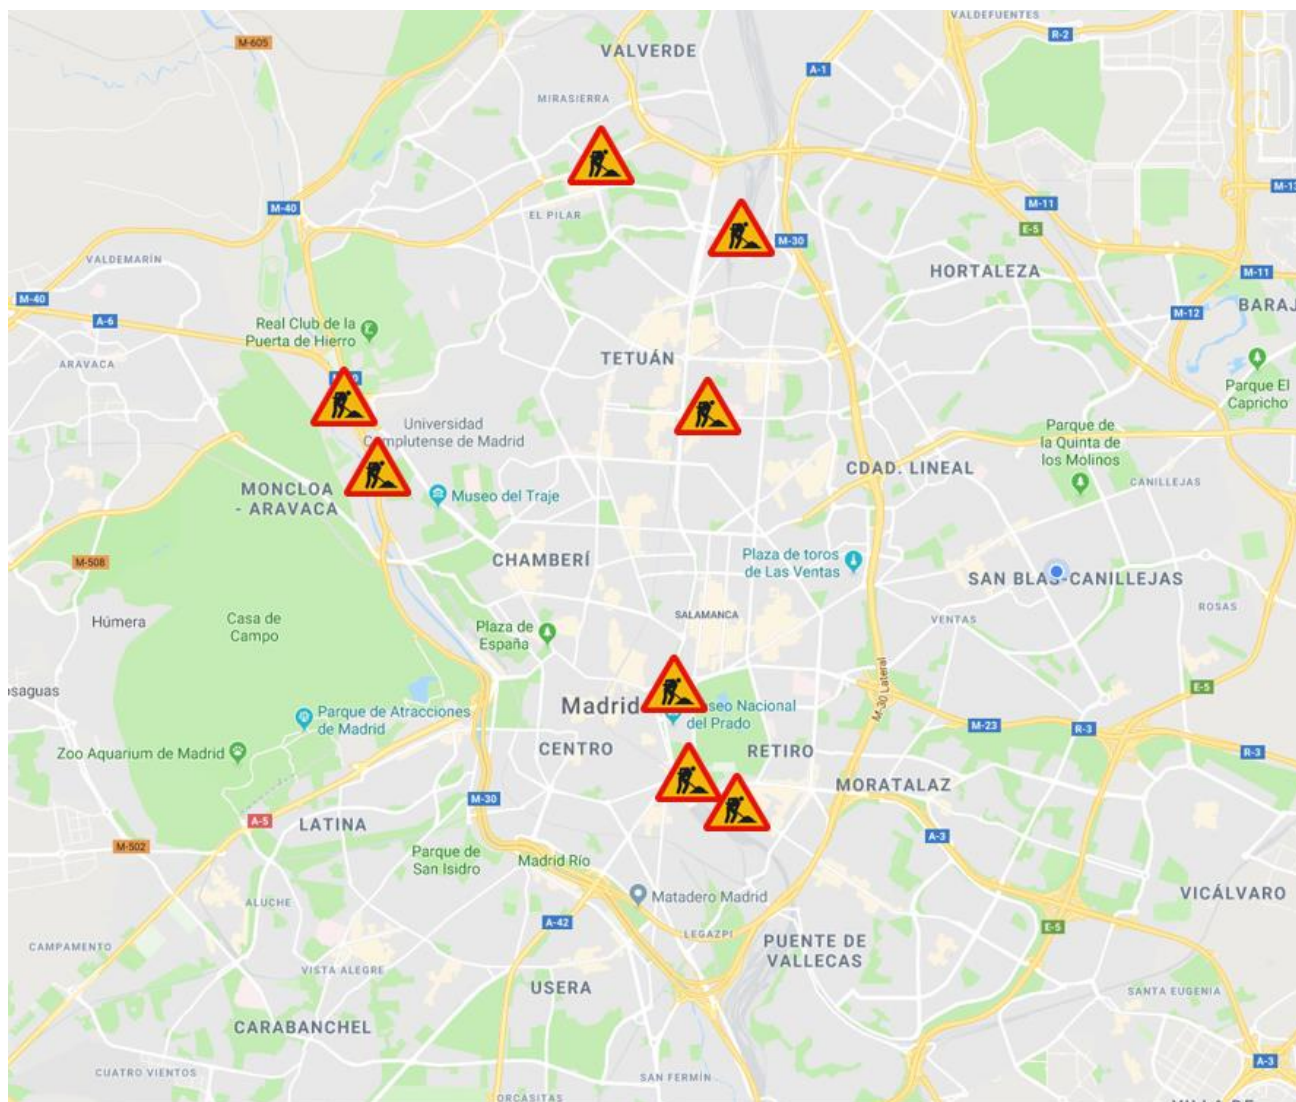 VALDEFUENTES
R-2
M-605
VALVERDE
A-1
MIRASIERRA
M-40
EL PILAR
M-11
E-5
M-30
VALDEMARÍN
HORTALEZA
M-11
M-40
BARAJ
A-6
Real Club de la
Puerta de Hierro
M-12
TETUÁN
ARAVACA
Parque El
Capricho
Universidad
Complutense de Madrid
Parque de
la Quinta de
los Molinos
CDAD. LINEAL
CANILLEJAS
MONCLOA
- ARAVACA
Museo del Traje
M-508
CHAMBERÍ
Plaza de toros
de Las Ventas
SAN BLAS-CANILLEJAS
Húmera
Casa de
Campo
SALAMANCA
VENTAS
ROSAS
Plaza de
España
M-30 Lateral
osaguas
E-5
Madrid
useo Nacional
del Prado
Parque de Atracciones
de Madrid
M-23
R-3
R-3
Zoo Aquarium de Madrid
CENTRO
RETIRO
MORATALAZ
M-30
A-5
LATINA
A-3
M-502
Parque de
San Isidro
Madrid Río
Matadero Madrid
VICÁLVARO
ALUCHE
A-42
E-5
LEGAZPI
CAMPAMENTO
PUENTE DE
VALLECAS
VISTA ALEGRE
USERA
SANTA EUGENIA
CARABANCHEL
A-3
CUATRO VIENTOS
SAN FERMÍN
ORCASITAS